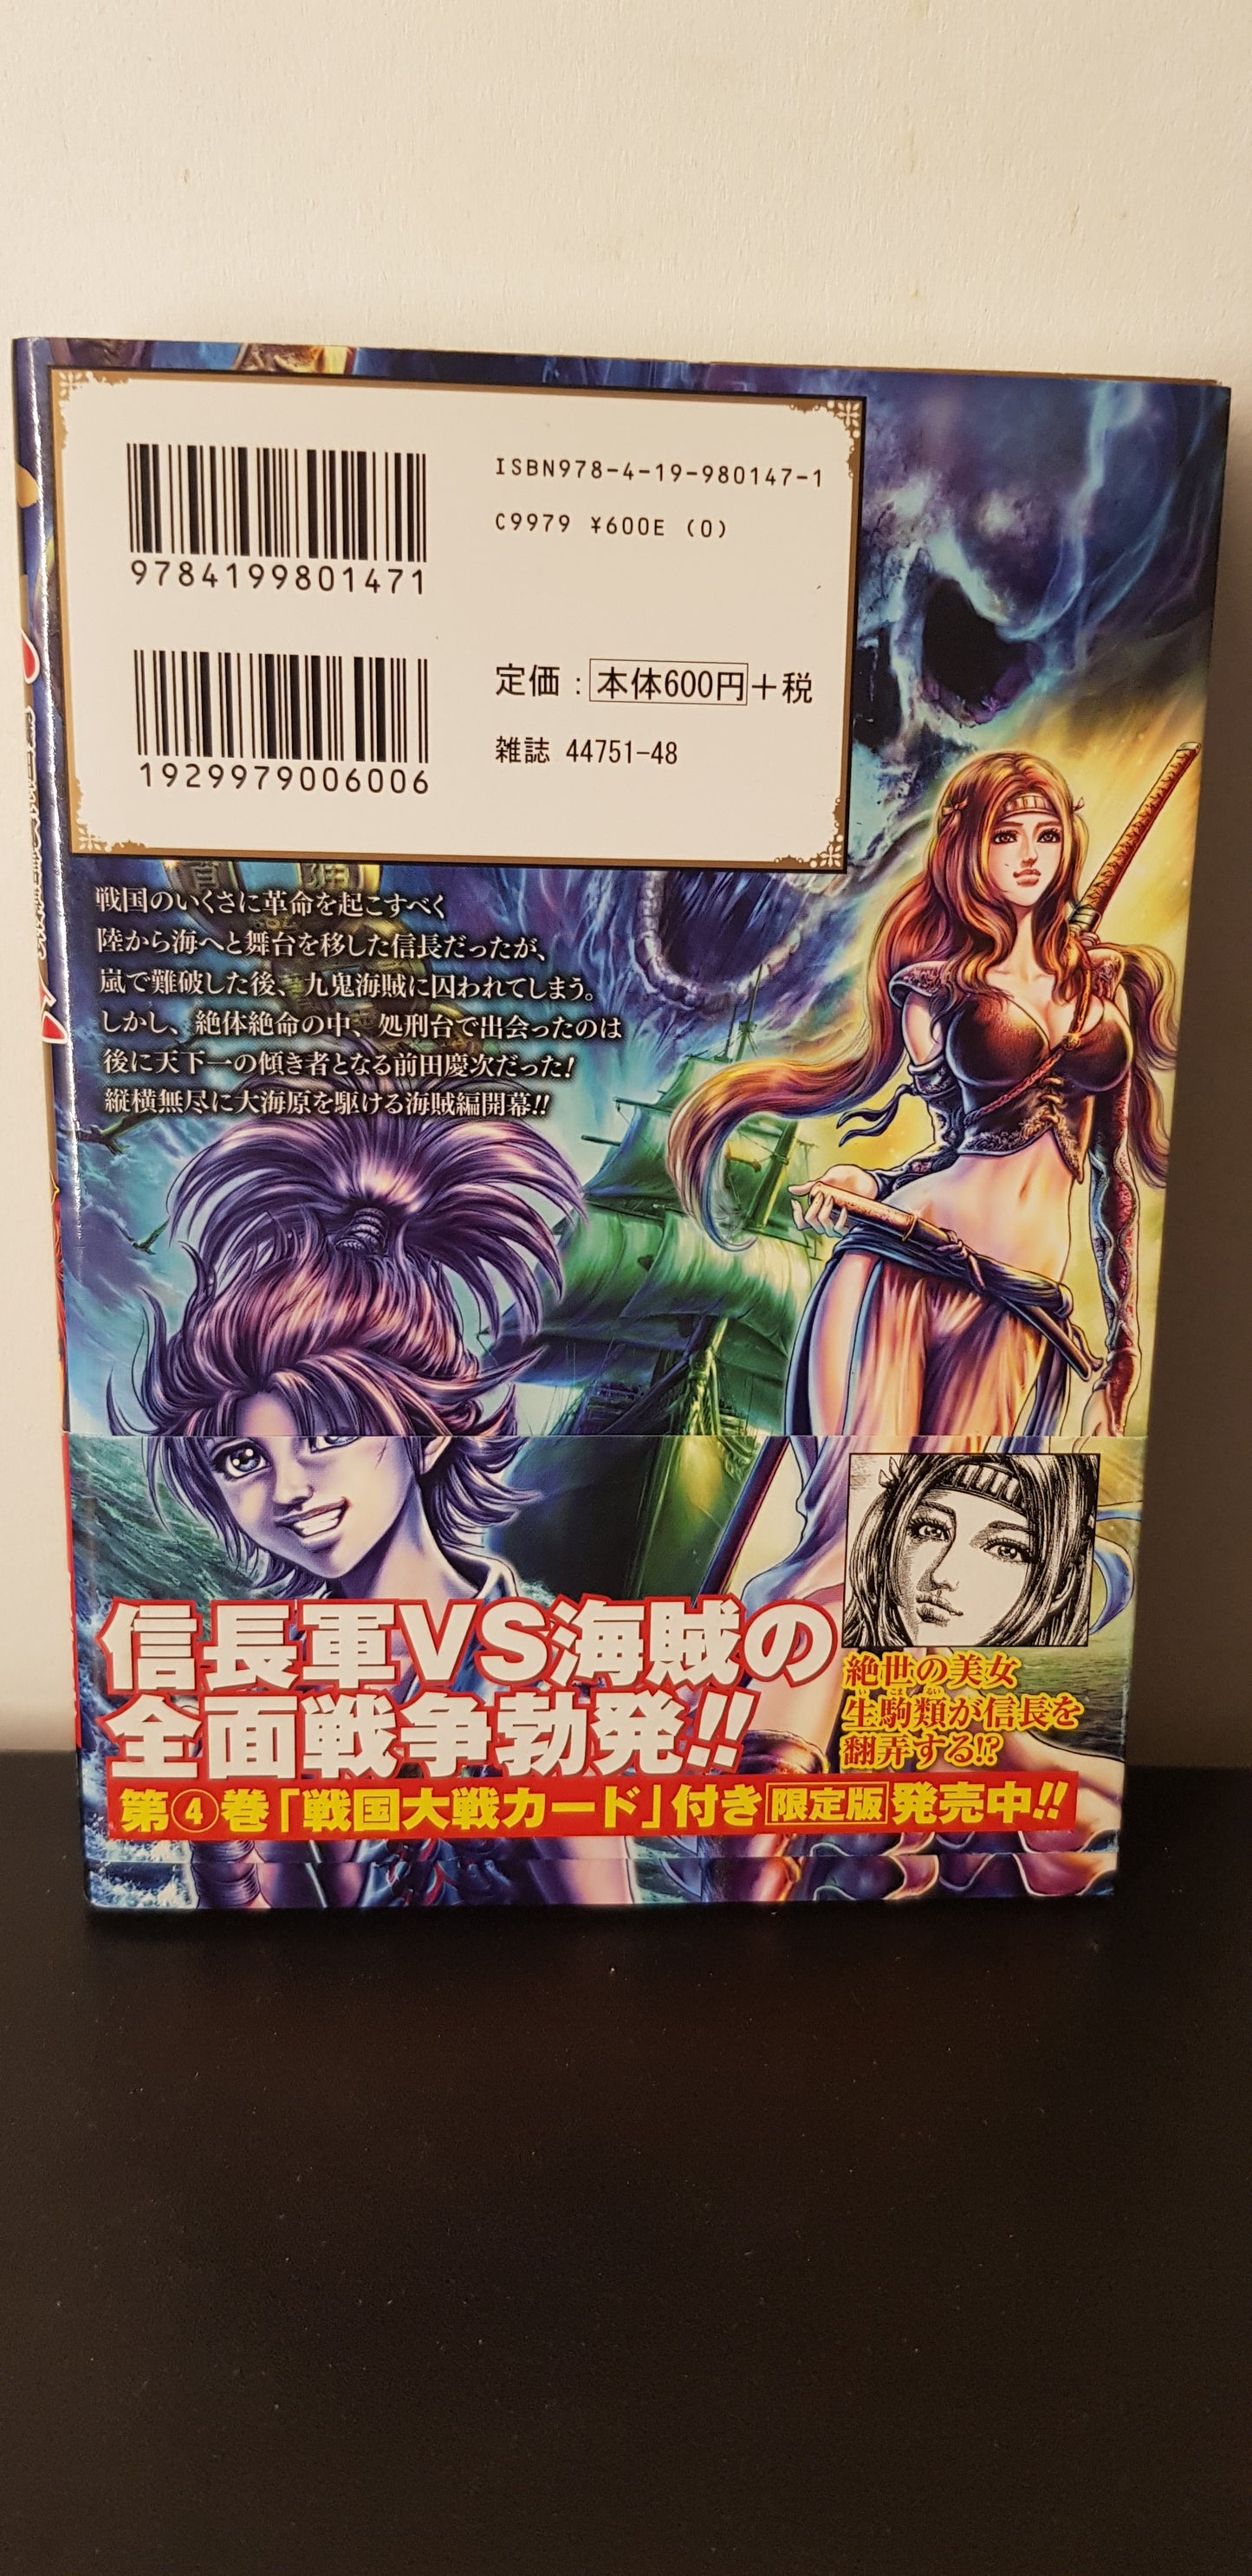 ISBN978-4-19-980147-1
C9979 ¥600E (0)
9784199801471
定価：本体600円+税
雑誌 44751-48
1929979006006
戦国のいくさに革命を起こすべく
陸から海へと舞台を移した信長だったが、
嵐で難破した後、九鬼海賊に囚われてしまう。
しかし、絶体絶命の中、処刑台で出会ったのは
後に天下一の傾き者となる前田慶次だった!
縦横無尽に大海原を駆ける海賊編開幕!!
信長軍VS海賊の
全面戦争勃発!!
絶世の美女
生駒類が信長を
翻弄する!?
第④巻「戦国大戦カード」付き限定版発売中!!